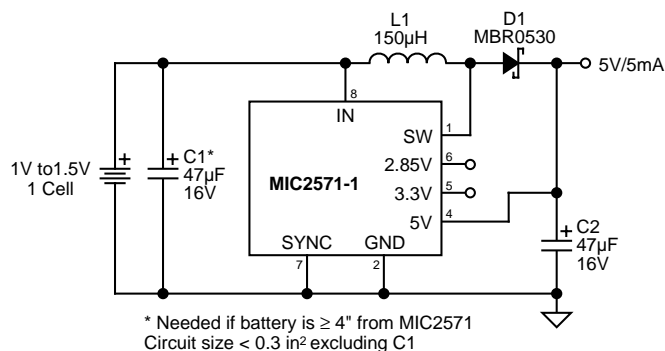 L1
150µH
D1
MBR0530
5V/5mA
8
IN
SW
1
2.85V
6
3.3V
5
5V
4
MIC2571-1
SYNC
GND
7
2
1V to1.5V
1 Cell
+
+
C1*
47µF
16V
+
C2
47µF
16V
* Needed if battery is ≥ 4" from MIC2571
Circuit size < 0.3 in² excluding C1